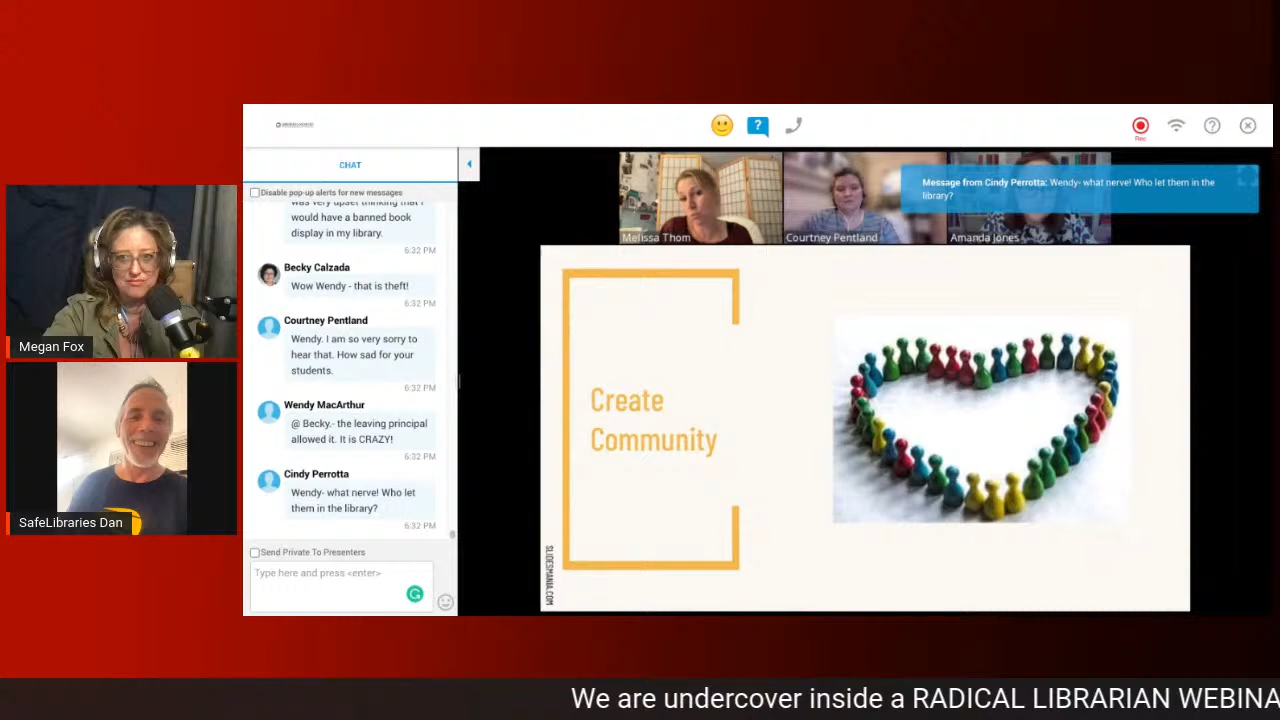 Megan Fox
SafeLibraries Dan
CHAT
Disable pop-up alerts for new messages
was very upset thinking that I
would have a banned book
display in my library.
6:32 PM
Becky Calzada
Wow Wendy - that is theft!
6:32 PM
Courtney Pentland
Wendy. I am so very sorry to
hear that. How sad for your
students.
6:32 PM
Wendy MacArthur
@ Becky.- the leaving principal
allowed it. It is CRAZY!
6:32 PM
Cindy Perrotta
Wendy- what nerve! Who let
them in the library?
6:32 PM
Send Private To Presenters
Type here and press <enter>
?
Rec
?
Message from Cindy Perrotta: Wendy- what nerve! Who let them in the
library?
Melissa Thom
Courtney Pentland
Amanda Jones
Create
Community
SLIDESMANIA.COM
We are undercover inside a RADICAL LIBRARIAN WEBINA